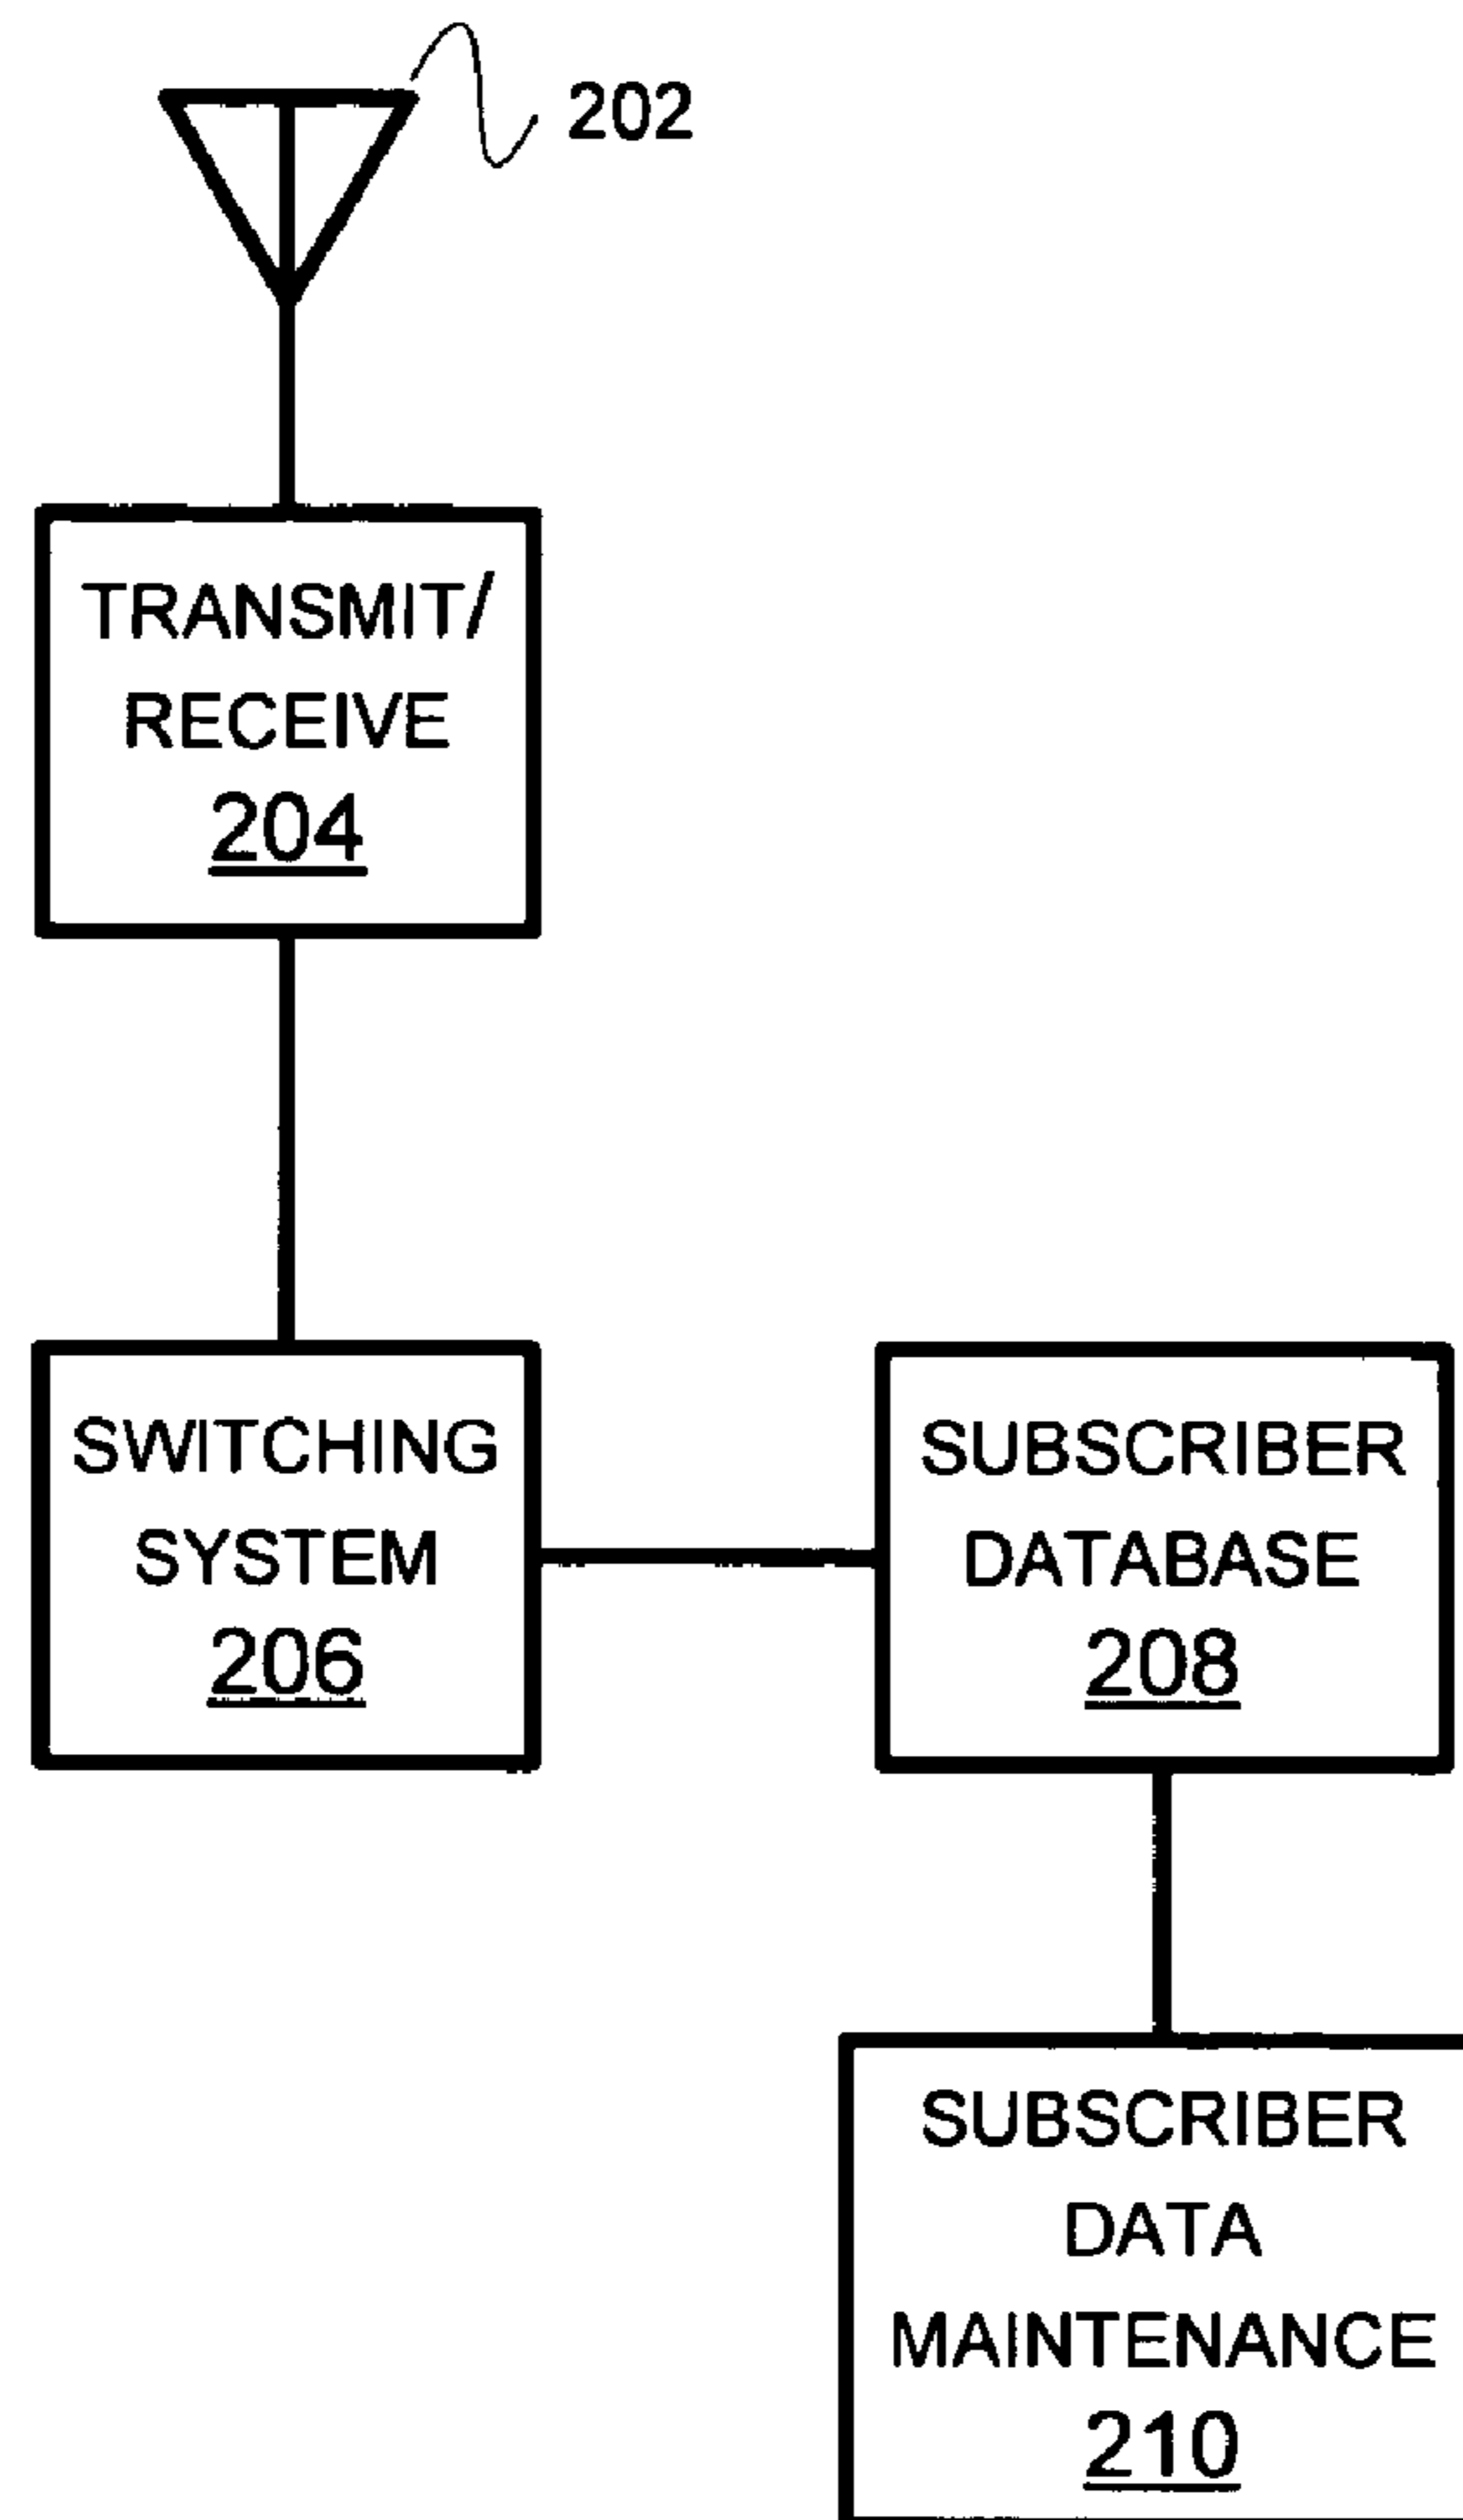 202
TRANSMIT/
RECEIVE
204
SWITCHING
SYSTEM
206
SUBSCRIBER
DATABASE
208
SUBSCRIBER
DATA
MAINTENANCE
210